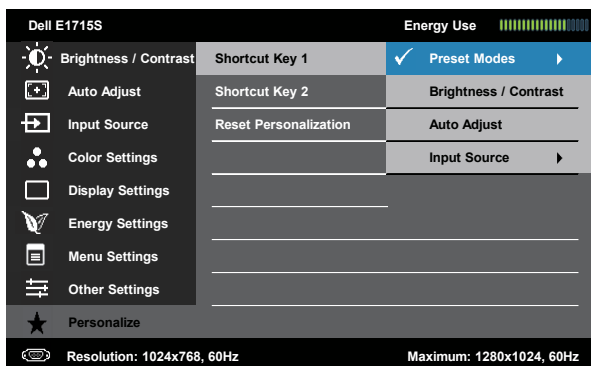 Dell E1715S
Energy Use
Brightness / Contrast
Shortcut Key 1
Preset Modes
Auto Adjust
Shortcut Key 2
Brightness / Contrast
Input Source
Reset Personalization
Auto Adjust
Color Settings
Input Source
Display Settings
Energy Settings
Menu Settings
Other Settings
Personalize
Resolution: 1024x768, 60Hz
Maximum: 1280x1024, 60Hz